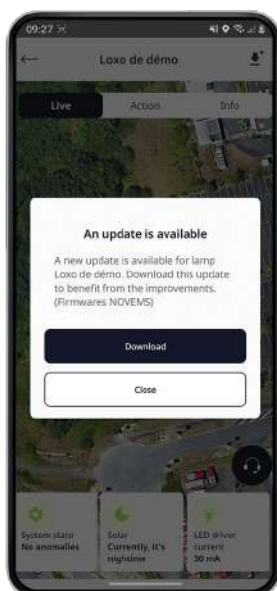 09:27
Loxo de démo
Live Action Info
An update is available
A new update is available for lamp
Loxo de démo. Download this update
to benefit from the improvements.
(Firmwares NOVEMS)
Download
Close
System state
No anomalies
Solar
Currently, it's
nightime
LED driver
current
30 mA